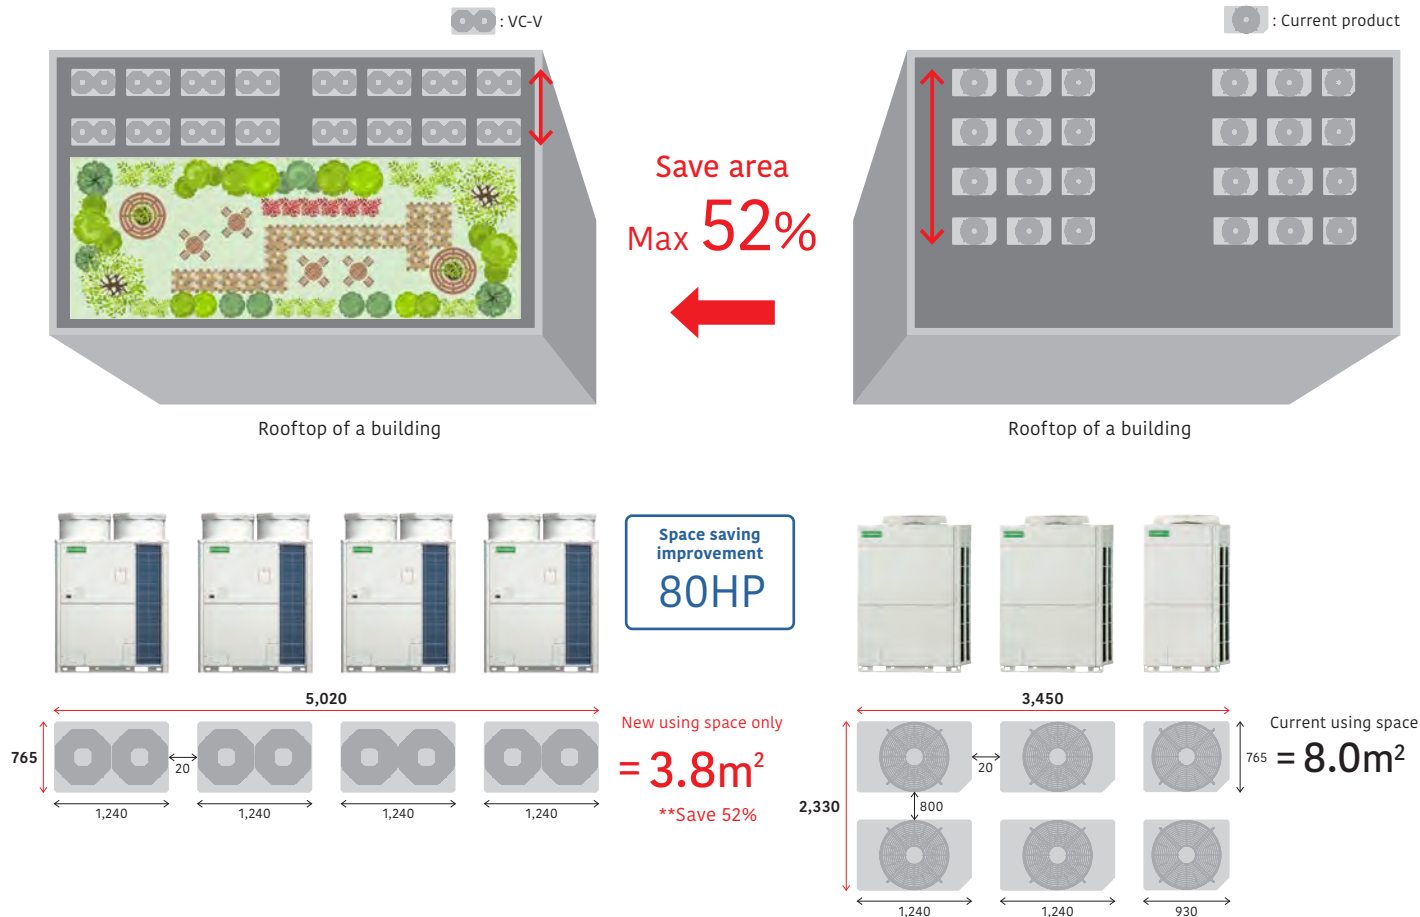 : VC-V
: Current product
Save area
Max 52%
Rooftop of a building
Rooftop of a building
Space saving
improvement
80HP
5,020
3,450
765
20
1,240
1,240
1,240
1,240
New using space only
= 3.8m²
**Save 52%
2,330
20
800
765
Current using space
= 8.0m²
1,240
1,240
930